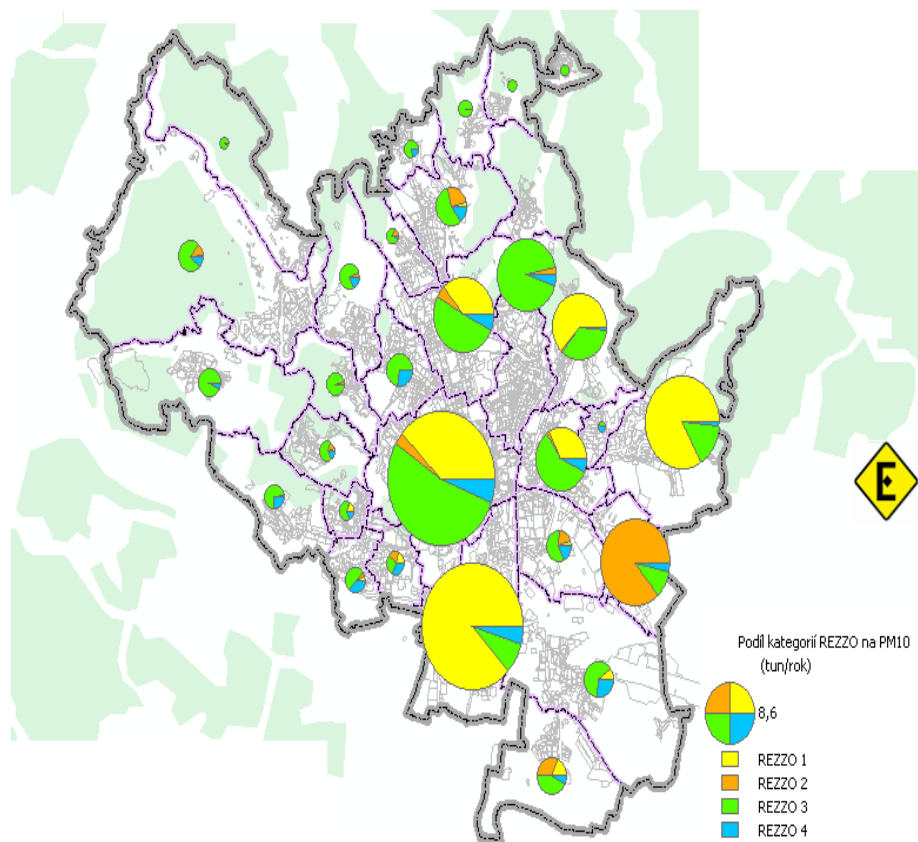 E
Podíl kategorií REZZO na PM10
(tun/rok)
8,6
REZZO 1
REZZO 2
REZZO 3
REZZO 4